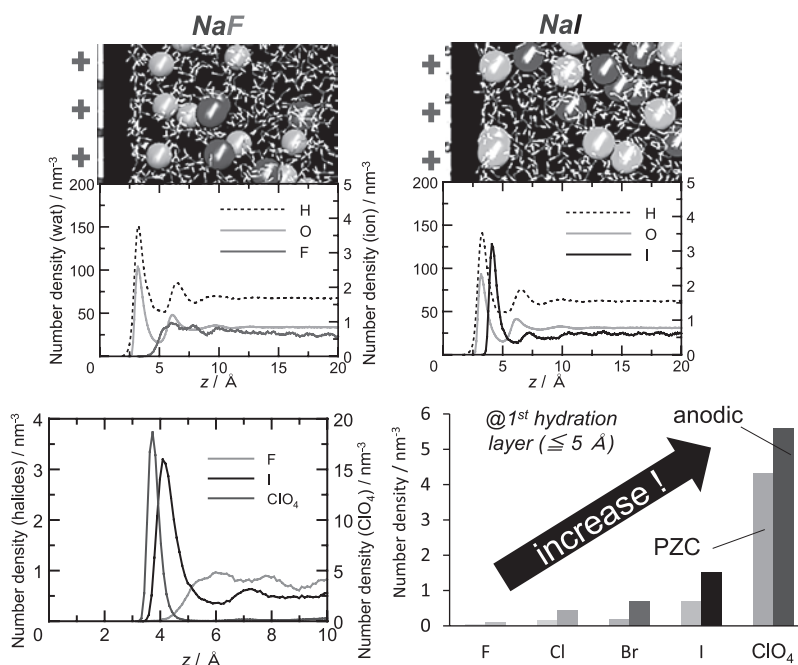 NaF
NaI
+
+
+
+
+
+
Number density (wat) / nm-3
200
150
100
50
0
H
O
F
5
4
3
2
1
0
Number density (ion) / nm-3
0
5
10
15
20
z / Å
Number density (wat) / nm-3
200
150
100
50
0
H
O
I
5
4
3
2
1
0
Number density (ion) / nm-3
0
5
10
15
20
z / Å
Number density (halides) / nm-3
4
3
2
1
0
F
I
ClO4
20
15
10
5
0
Number density (ClO4) / nm-3
2
4
6
8
10
z / Å
Number density / nm-3
6
5
4
3
2
1
0
@1st hydration
layer (≦ 5 Å)
anodic
increase !
PZC
F
Cl
Br
I
ClO4